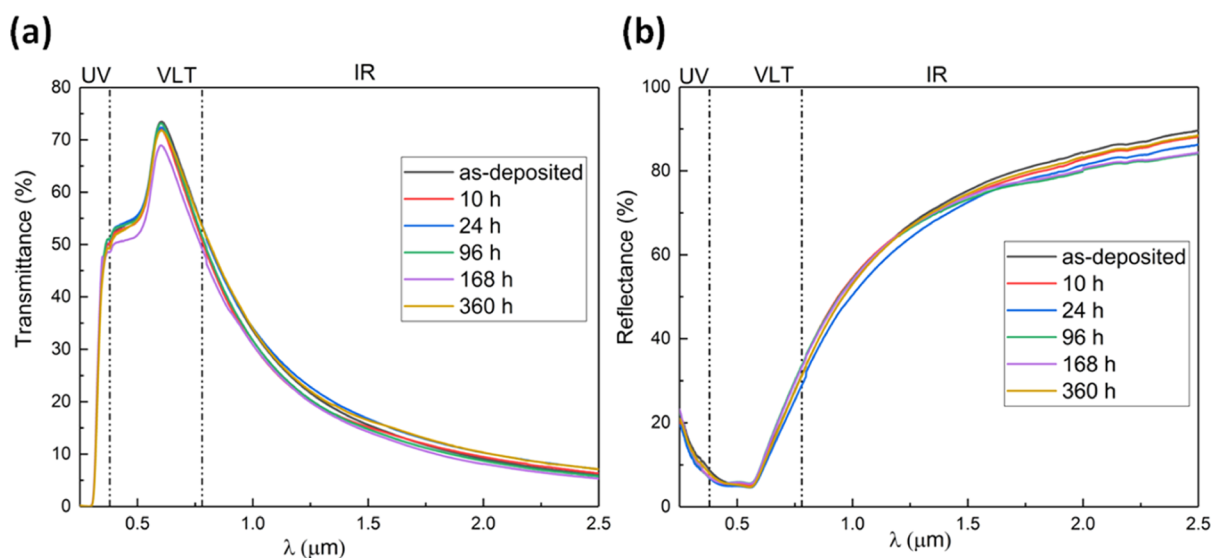 (a)
UV VLT IR
80
70
60
50
40
30
20
10
0
Transmittance (%)
as-deposited
10 h
24 h
96 h
168 h
360 h
0.5 1.0 1.5 2.0 2.5
λ (μm)
(b)
UV VLT IR
100
80
60
40
20
0
Reflectance (%)
as-deposited
10 h
24 h
96 h
168 h
360 h
0.5 1.0 1.5 2.0 2.5
λ (μm)